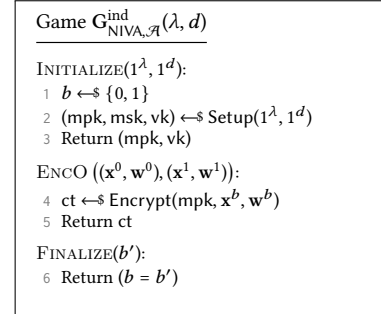 Game G^ind_NIVA,𝒜(λ, d)
INITIALIZE(1^λ, 1^d):
1 b ←$ {0, 1}
2 (mpk, msk, vk) ←$ Setup(1^λ, 1^d)
3 Return (mpk, vk)
ENCO ((x^0, w^0), (x^1, w^1)):
4 ct ←$ Encrypt(mpk, x^b, w^b)
5 Return ct
FINALIZE(b′):
6 Return (b = b′)